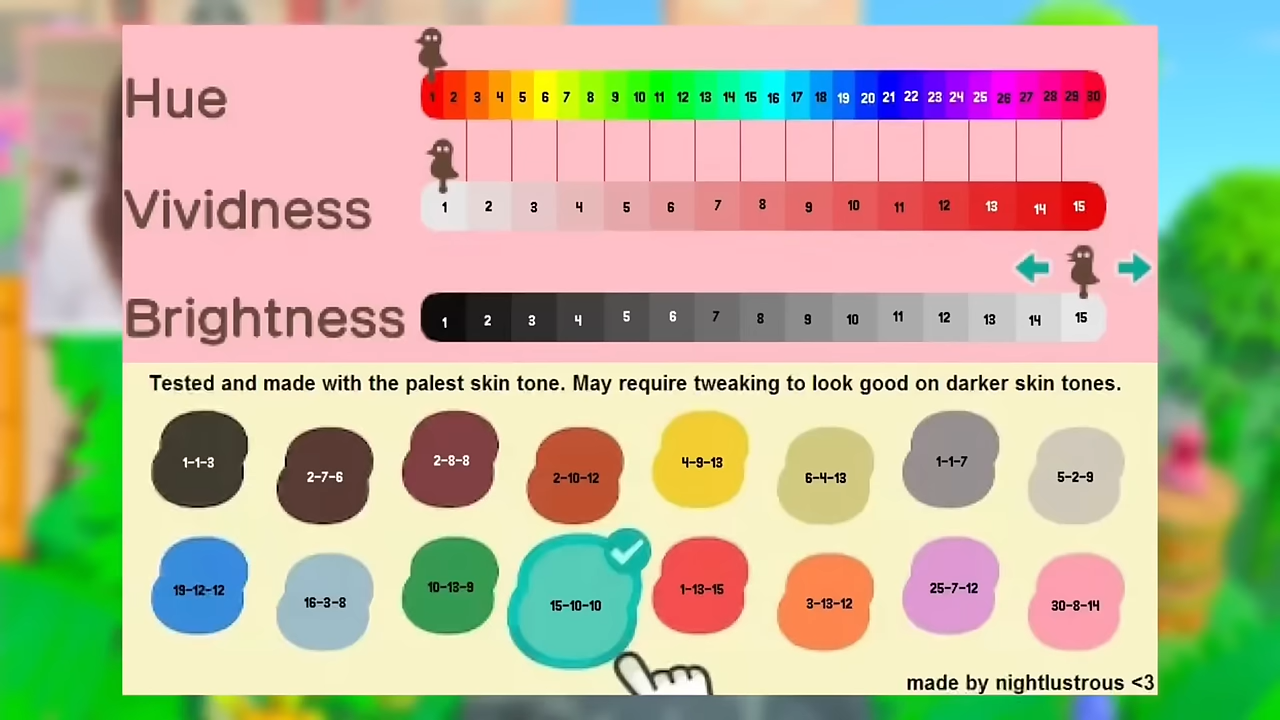 Hue
1 2 3 4 5 6 7 8 9 10 11 12 13 14 15 16 17 18 19 20 21 22 23 24 25 26 27 28 29 30
Vividness
1 2 3 4 5 6 7 8 9 10 11 12 13 14 15
Brightness
1 2 3 4 5 6 7 8 9 10 11 12 13 14 15
Tested and made with the palest skin tone. May require tweaking to look good on darker skin tones.
1-1-3 2-7-6 2-8-8 2-10-12 4-9-13 6-4-13 1-1-7 5-2-9
19-12-12 16-3-8 10-13-9 15-10-10 1-13-15 3-13-12 25-7-12 30-8-14
made by nightlustrous <3